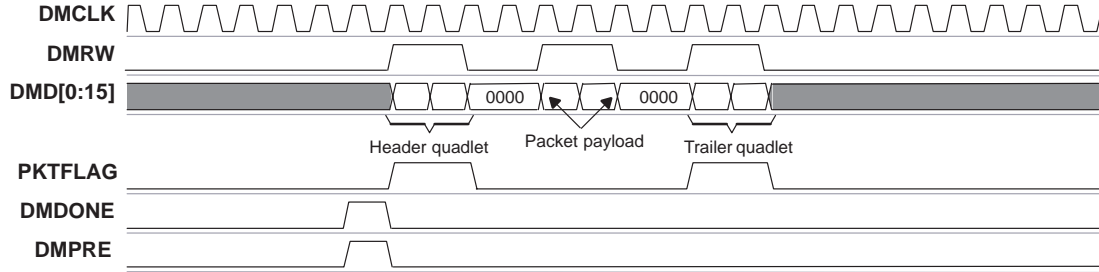 DMCLK
DMRW
DMD[0:15]
0000
0000
Header quadlet
Packet payload
Trailer quadlet
PKTFLAG
DMDONE
DMPRE